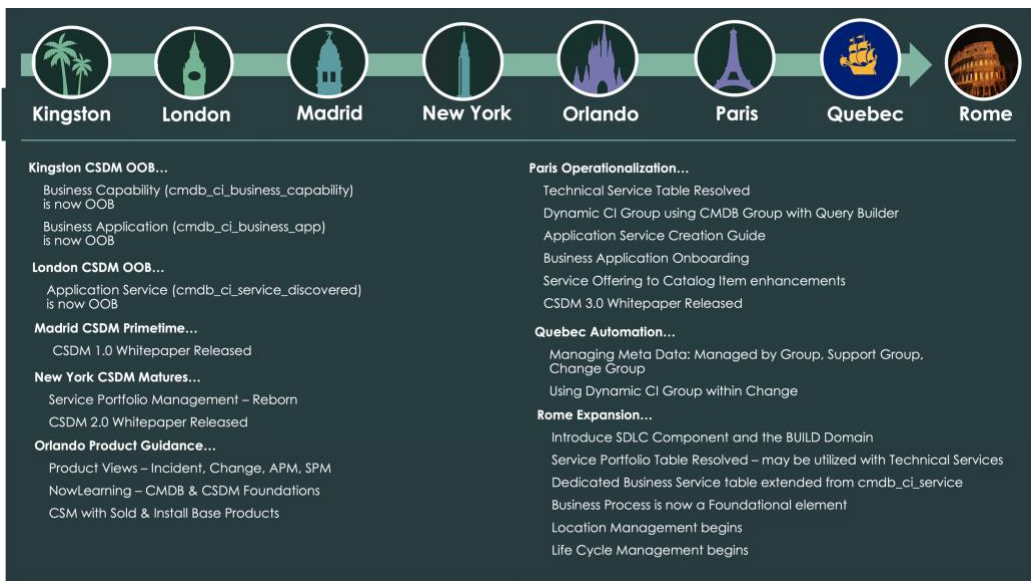 Kingston
London
Madrid
New York
Orlando
Paris
Quebec
Rome
Kingston CSDM OOB...
Business Capability (cmdb_ci_business_capability)
is now OOB
Business Application (cmdb_ci_business_app)
is now OOB
London CSDM OOB...
Application Service (cmdb_ci_service_discovered)
is now OOB
Madrid CSDM Primetime...
CSDM 1.0 Whitepaper Released
New York CSDM Matures...
Service Portfolio Management – Reborn
CSDM 2.0 Whitepaper Released
Orlando Product Guidance...
Product Views – Incident, Change, APM, SPM
NowLearning – CMDB & CSDM Foundations
CSM with Sold & Install Base Products
Paris Operationalization...
Technical Service Table Resolved
Dynamic CI Group using CMDB Group with Query Builder
Application Service Creation Guide
Business Application Onboarding
Service Offering to Catalog Item enhancements
CSDM 3.0 Whitepaper Released
Quebec Automation...
Managing Meta Data: Managed by Group, Support Group,
Change Group
Using Dynamic CI Group within Change
Rome Expansion...
Introduce SDLC Component and the BUILD Domain
Service Portfolio Table Resolved – may be utilized with Technical Services
Dedicated Business Service table extended from cmdb_ci_service
Business Process is now a Foundational element
Location Management begins
Life Cycle Management begins